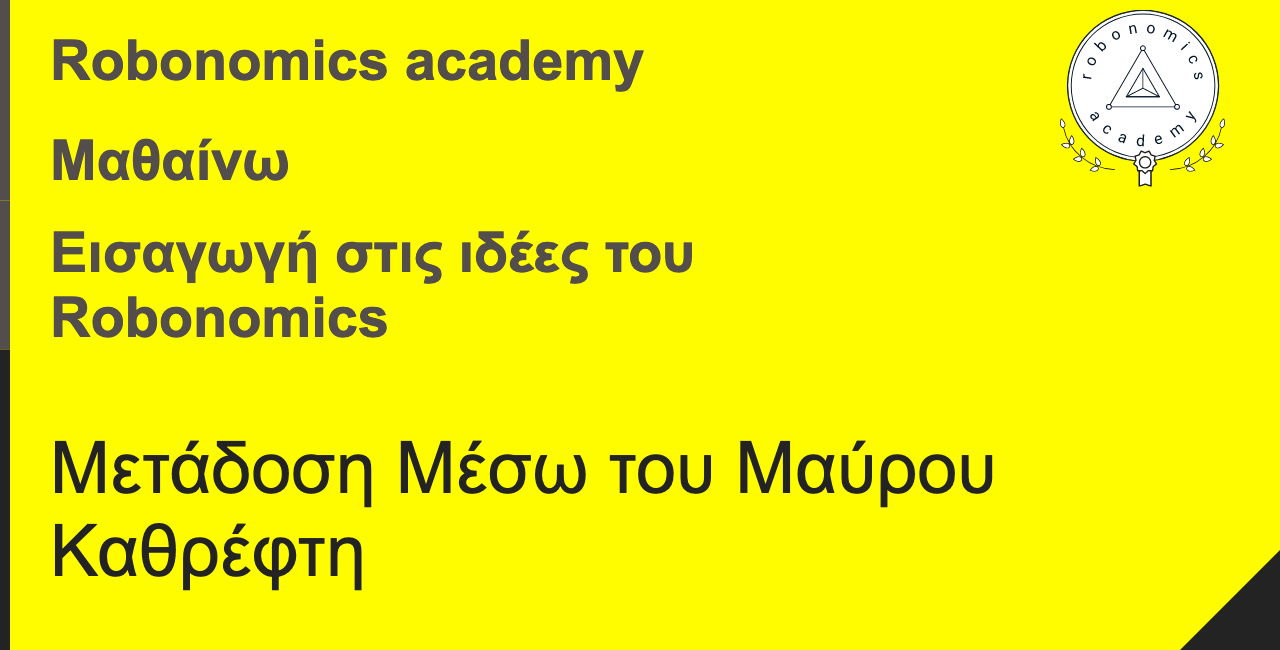 Robonomics academy
Μαθαίνω
Εισαγωγή στις ιδέες του
Robonomics
Μετάδοση Μέσω του Μαύρου
Καθρέφτη
robonomics
academy